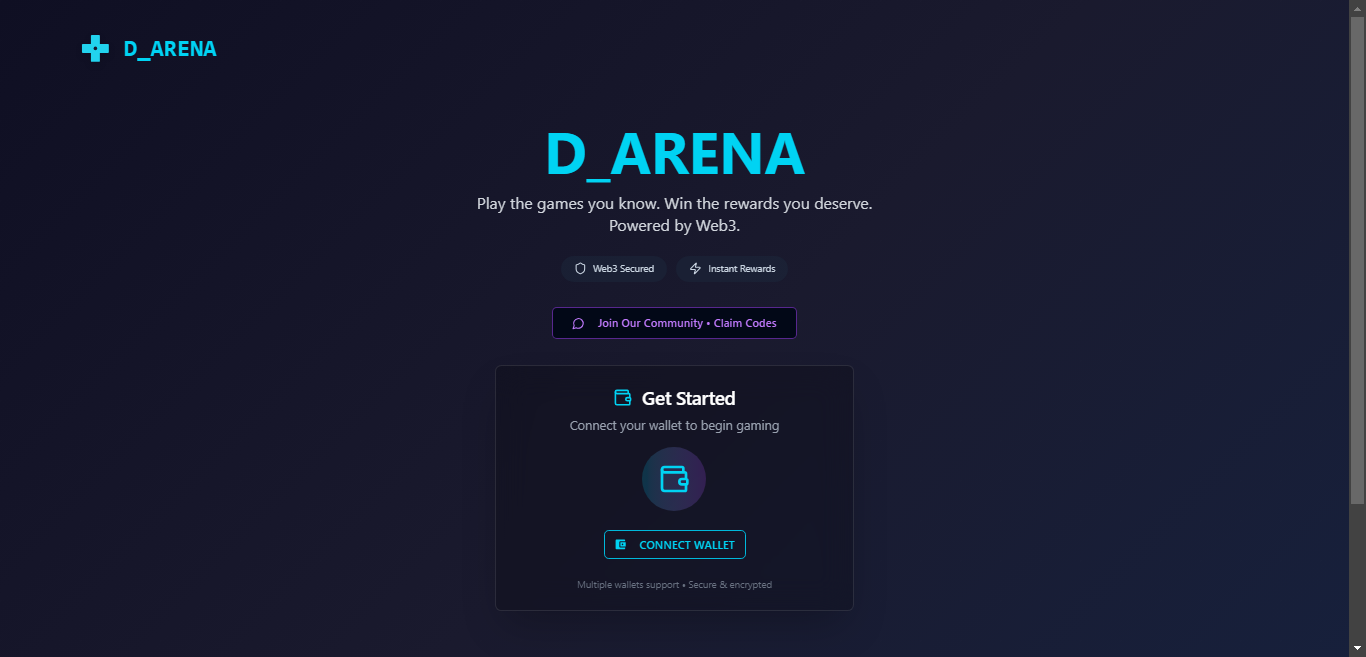 D_ARENA
D_ARENA
Play the games you know. Win the rewards you deserve.
Powered by Web3.
Web3 Secured
Instant Rewards
Join Our Community • Claim Codes
Get Started
Connect your wallet to begin gaming
CONNECT WALLET
Multiple wallets support • Secure & encrypted